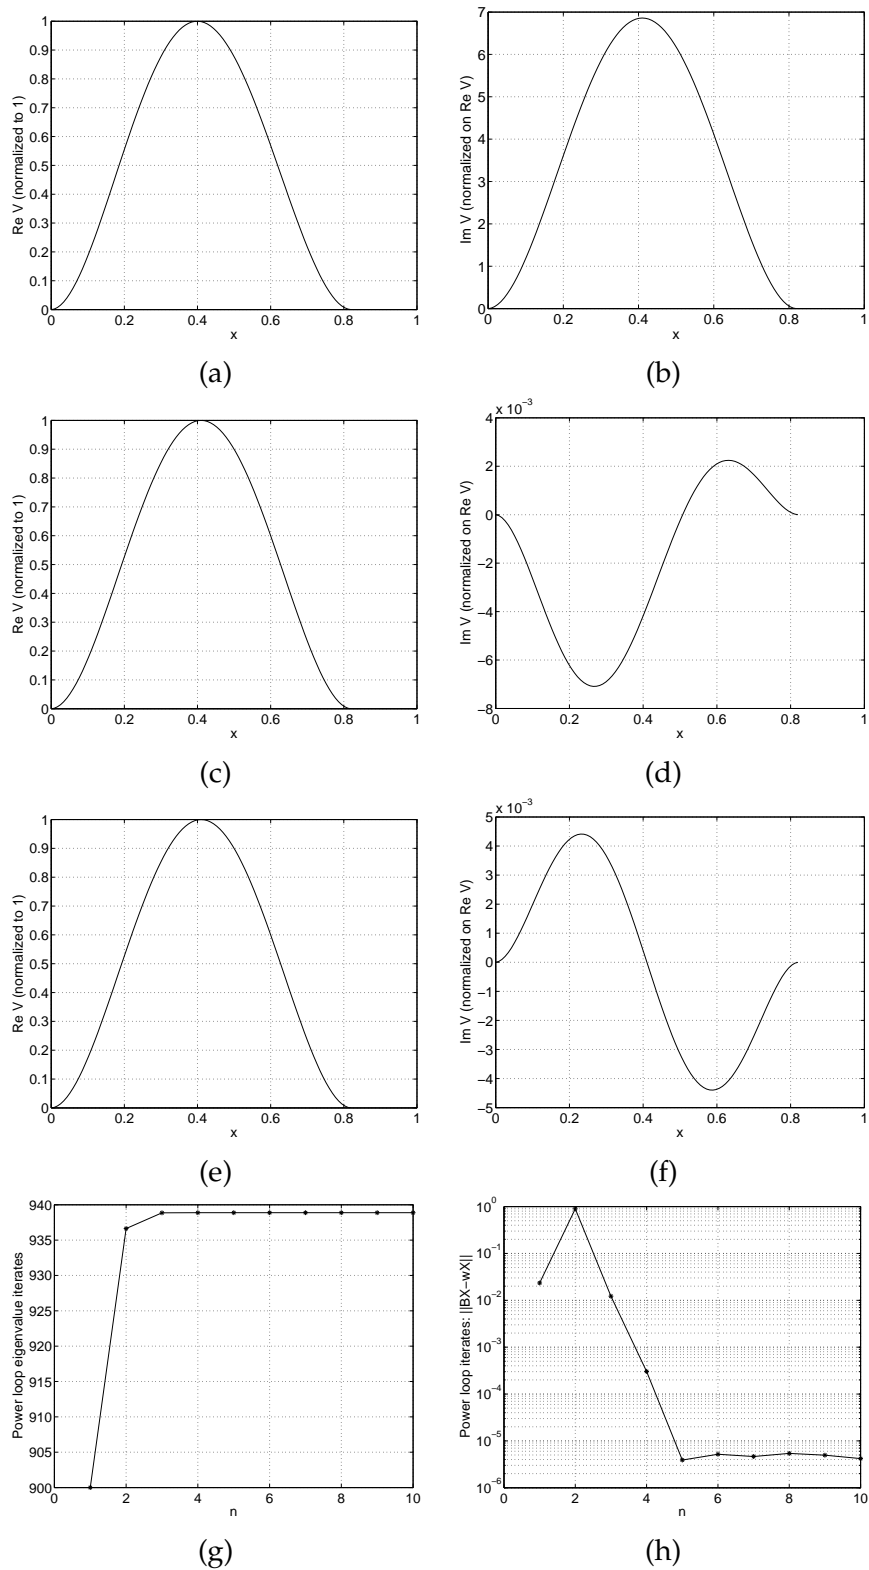 1
0.9
0.8
0.7
0.6
0.5
0.4
0.3
0.2
0.1
0
0 0.2 0.4 0.6 0.8 1
x
Re V (normalized to 1)
(a)
7
6
5
4
3
2
1
0
0 0.2 0.4 0.6 0.8 1
x
Im V (normalized on Re V)
(b)
1
0.9
0.8
0.7
0.6
0.5
0.4
0.3
0.2
0.1
0
0 0.2 0.4 0.6 0.8 1
x
Re V (normalized to 1)
(c)
x 10⁻³
4
2
0
−2
−4
−6
−8
0 0.2 0.4 0.6 0.8 1
x
Im V (normalized on Re V)
(d)
1
0.9
0.8
0.7
0.6
0.5
0.4
0.3
0.2
0.1
0
0 0.2 0.4 0.6 0.8 1
x
Re V (normalized to 1)
(e)
x 10⁻³
5
4
3
2
1
0
−1
−2
−3
−4
−5
0 0.2 0.4 0.6 0.8 1
x
Im V (normalized on Re V)
(f)
940
935
930
925
920
915
910
905
900
0 2 4 6 8 10
n
Power loop eigenvalue iterates
(g)
10⁰
10⁻¹
10⁻²
10⁻³
10⁻⁴
10⁻⁵
10⁻⁶
0 2 4 6 8 10
n
Power loop iterates: ||BX−wX||
(h)